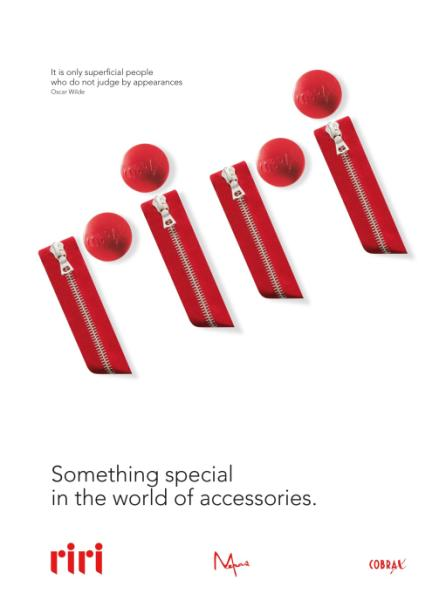 It is only superficial people
who do not judge by appearances
Oscar Wilde
Something special
in the world of accessories.
riri
COBRAX